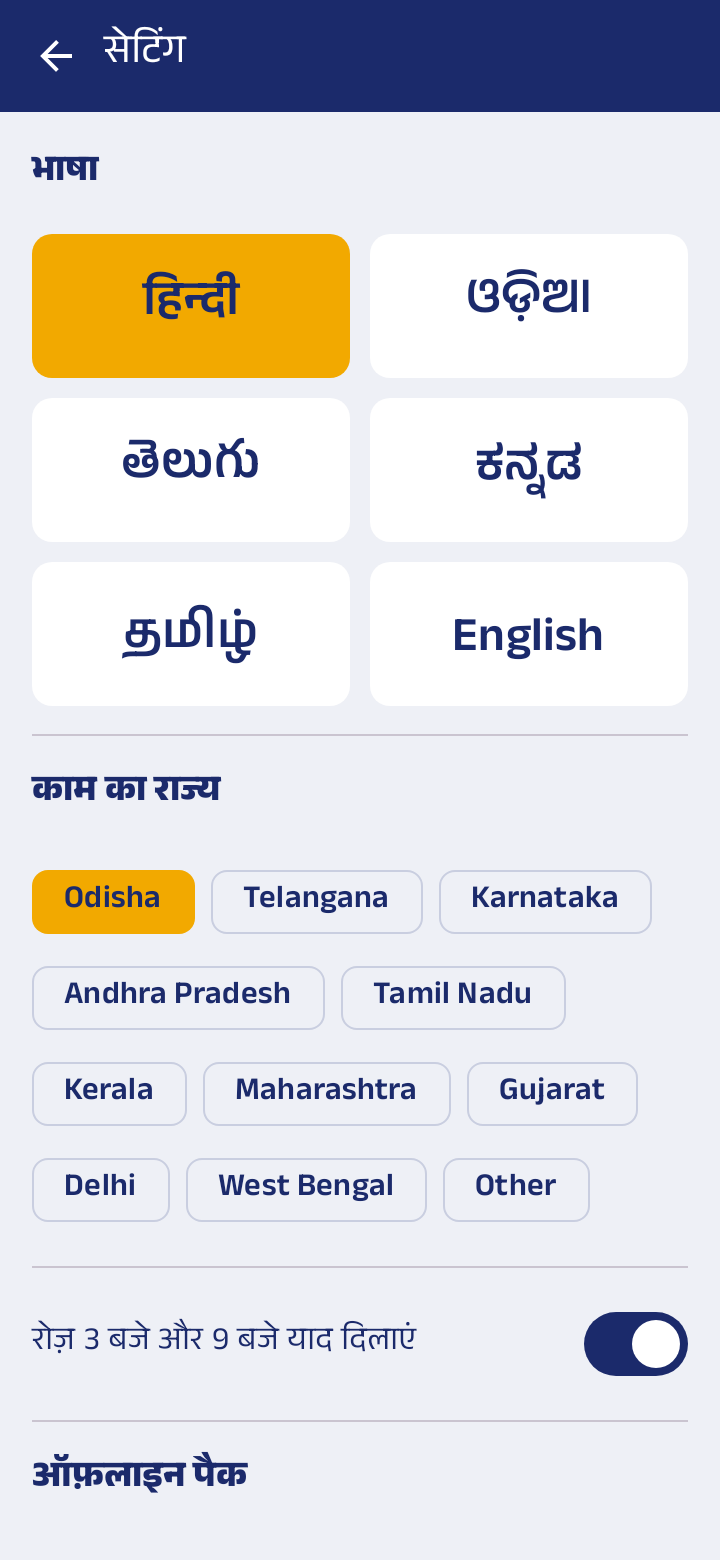 सेटिंग
भाषा
हिन्दी
ଓଡ଼ିଆ
తెలుగు
ಕನ್ನಡ
தமிழ்
English
काम का राज्य
Odisha
Telangana
Karnataka
Andhra Pradesh
Tamil Nadu
Kerala
Maharashtra
Gujarat
Delhi
West Bengal
Other
रोज़ 3 बजे और 9 बजे याद दिलाएं
ऑफ़लाइन पैक